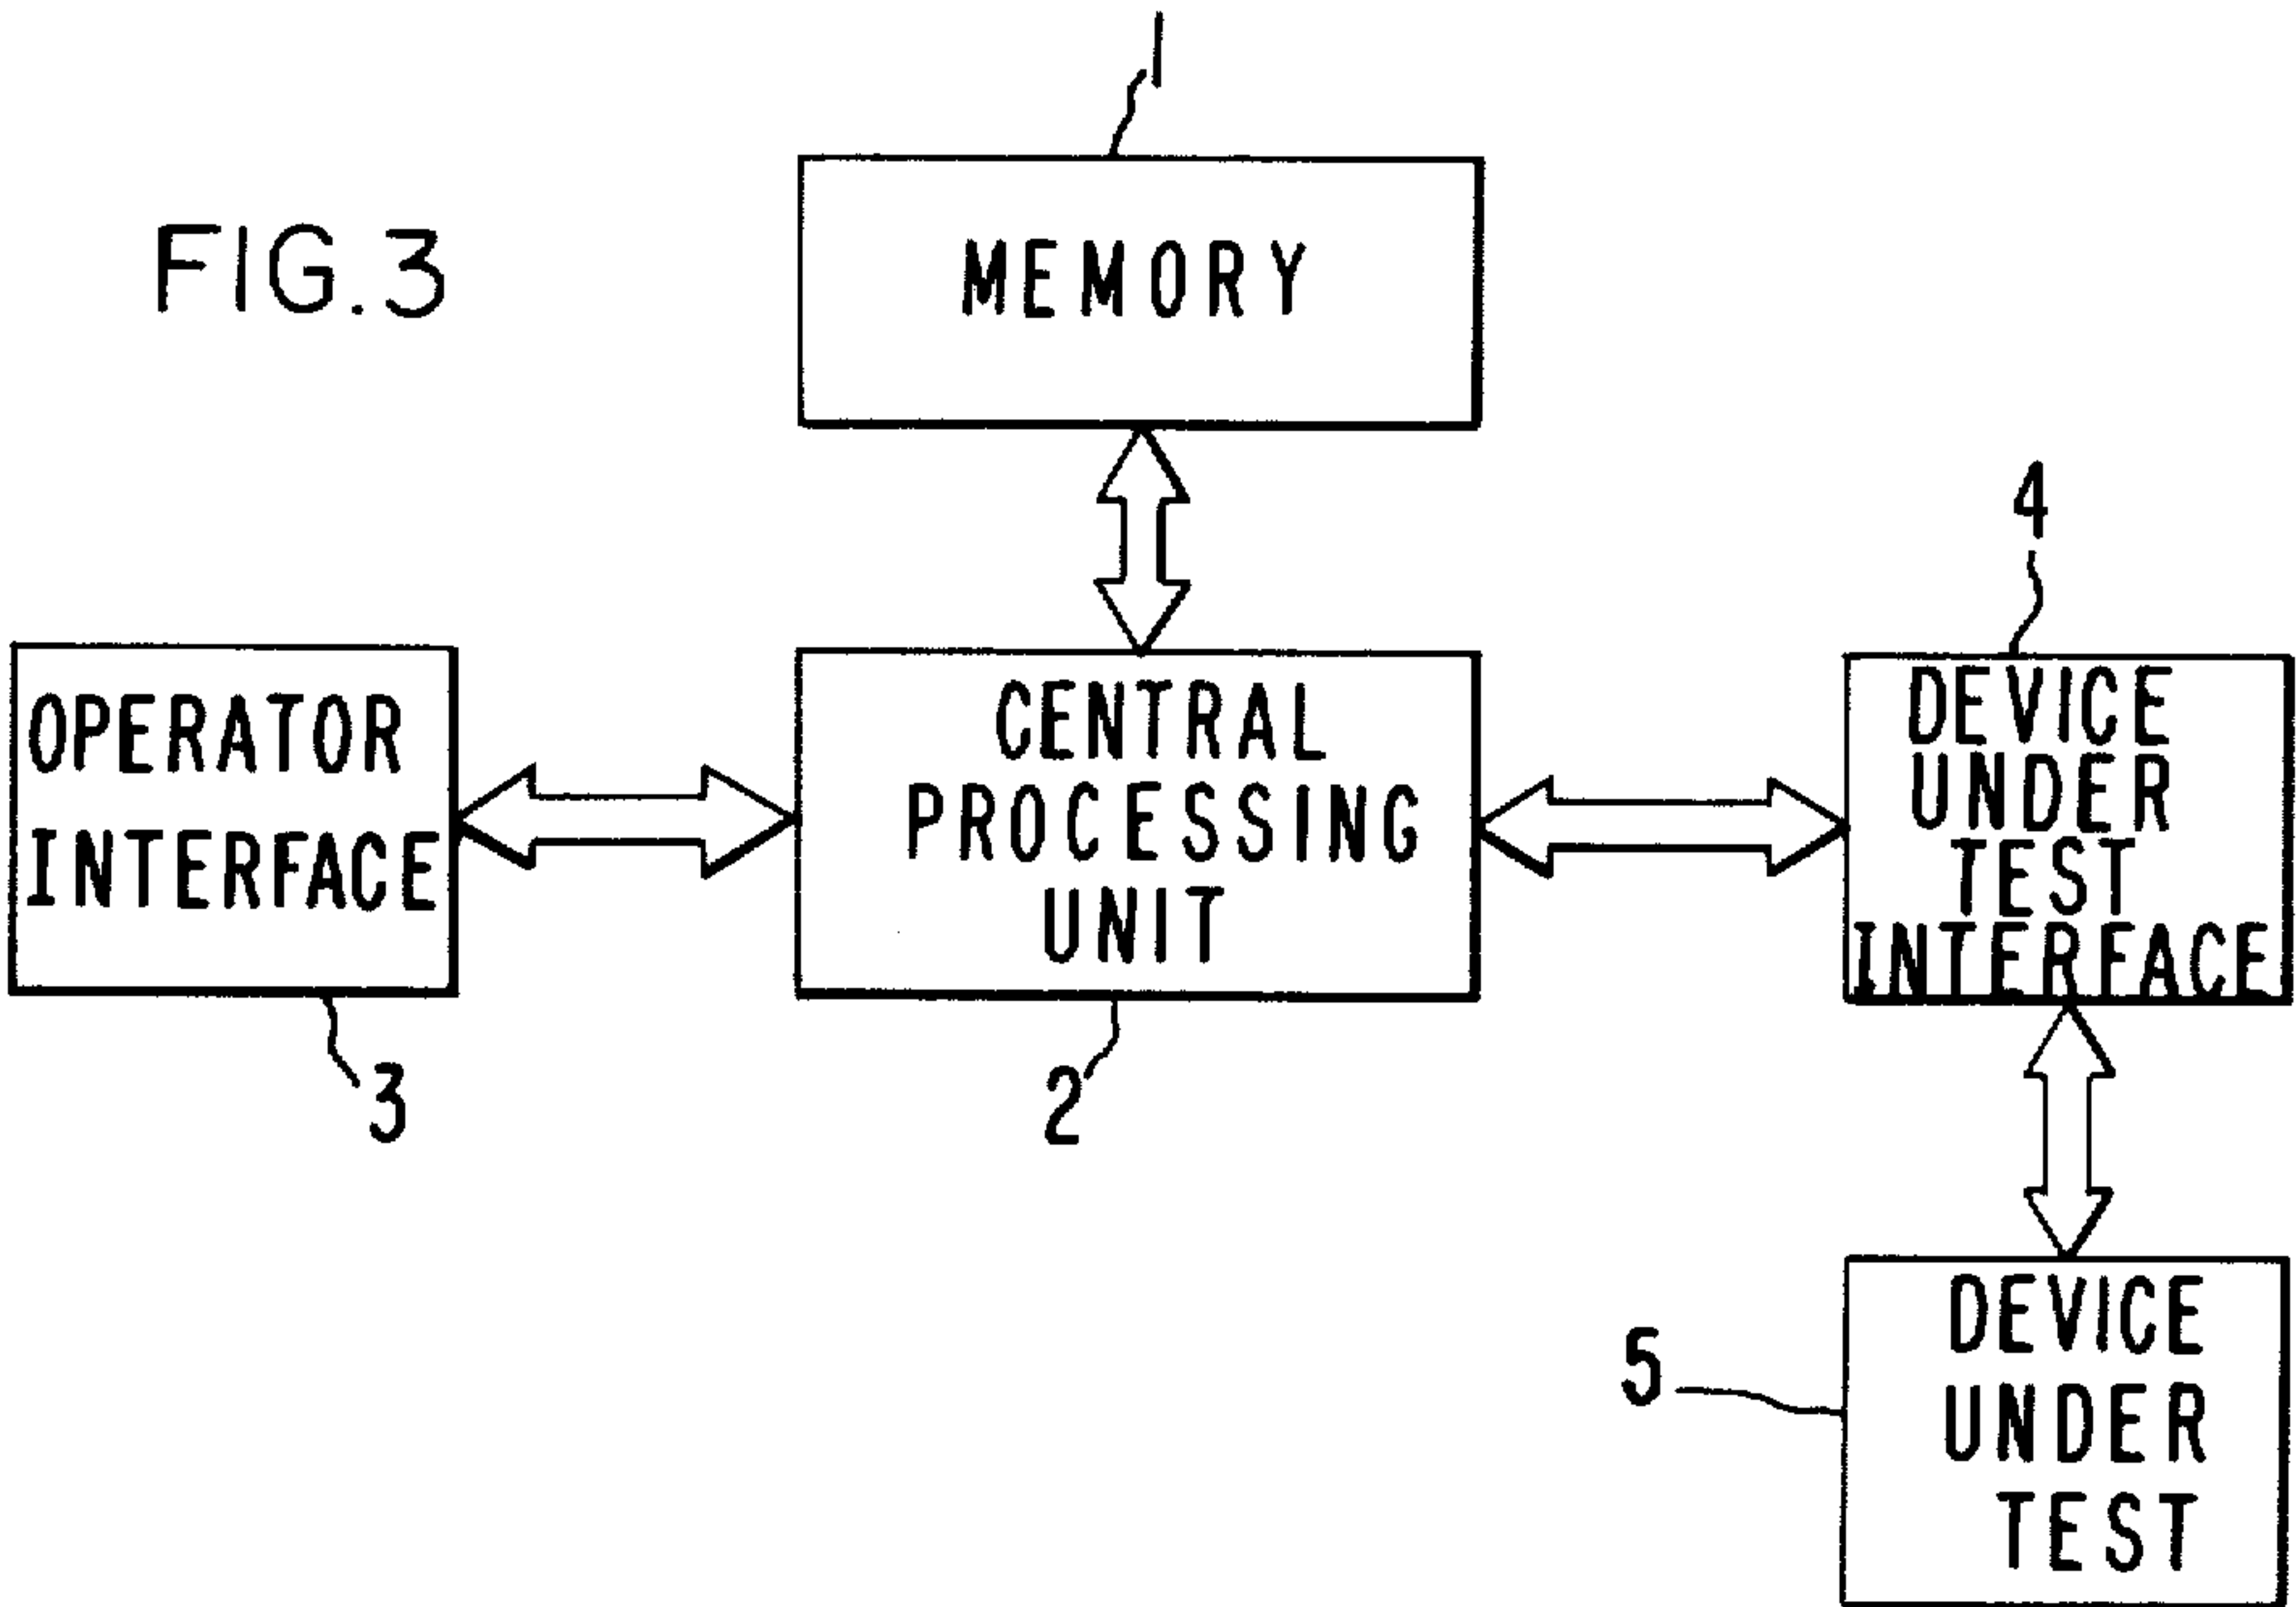 1
FIG.3
MEMORY
4
OPERATOR
INTERFACE
CENTRAL
PROCESSING
UNIT
DEVICE
UNDER
TEST
INTERFACE
3
2
5
DEVICE
UNDER
TEST